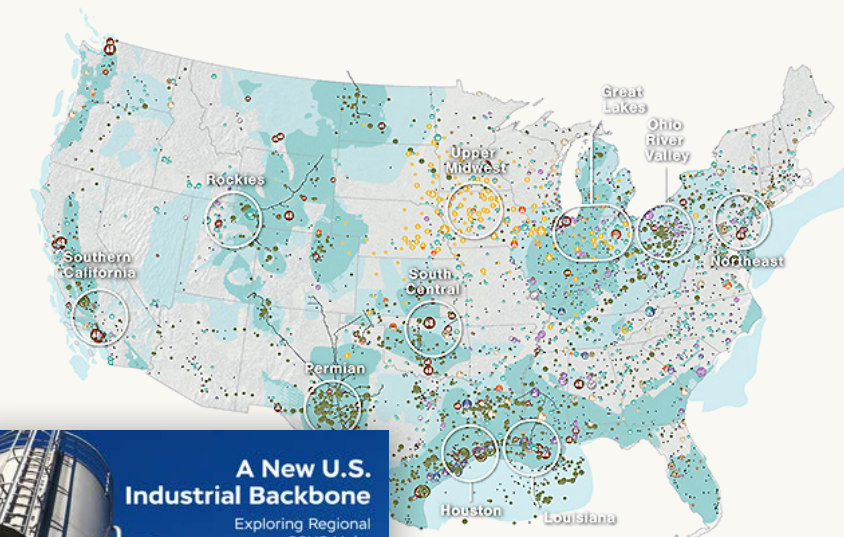 Great
Lakes
Ohio
River
Valley
Upper
Midwest
Rockies
Northeast
Southern
California
South
Central
Permian
Houston
Louisiana
A New U.S.
Industrial Backbone
Exploring Regional